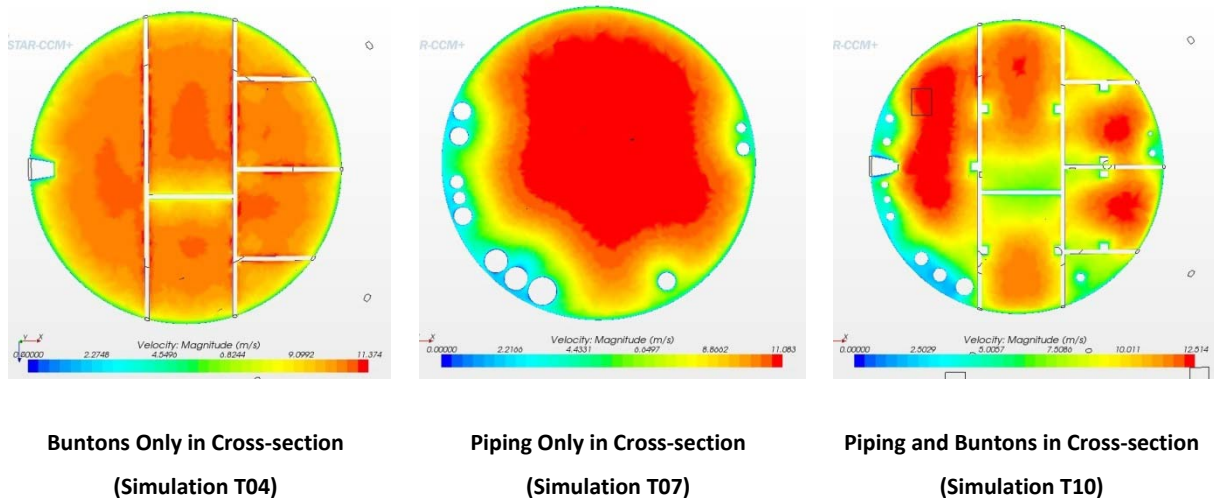 STAR-CCM+
AR-CCM+
AR-CCM+
Y X
X
X
Velocity: Magnitude (m/s)
0.00000 2.2748 4.5496 6.8244 9.0992 11.374
Velocity: Magnitude (m/s)
0.00000 2.2166 4.4331 6.6497 8.8662 11.083
Velocity: Magnitude (m/s)
0.00000 2.5029 5.0057 7.5086 10.011 12.514
Buntons Only in Cross-section
(Simulation T04)
Piping Only in Cross-section
(Simulation T07)
Piping and Buntons in Cross-section
(Simulation T10)